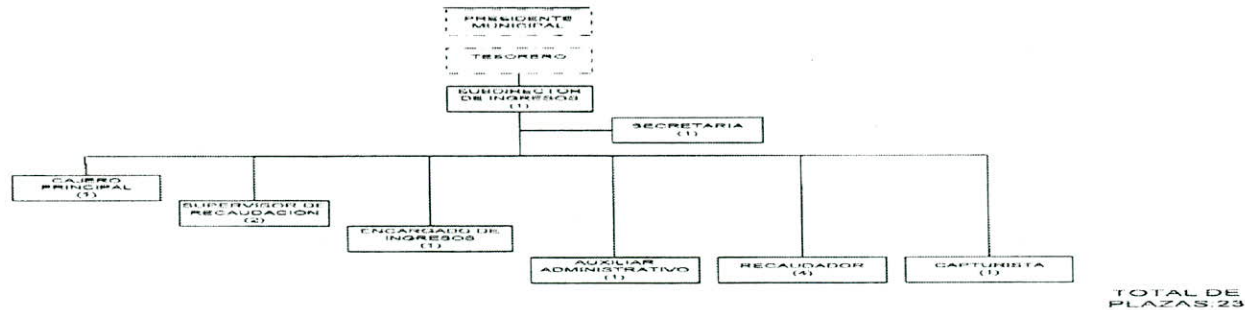 PRESIDENTE
MUNICIPAL
TESORERO
SUBDIRECTOR
DE INGRESOS
(1)
SECRETARIA
(1)
CAJERO
PRINCIPAL
(1)
SUPERVISOR DE
RECAUDACION
(2)
ENCARGADO DE
INGRESOS
(1)
AUXILIAR
ADMINISTRATIVO
(1)
RECAUDADOR
(4)
CAPTURISTA
(1)
TOTAL DE
PLAZAS:23